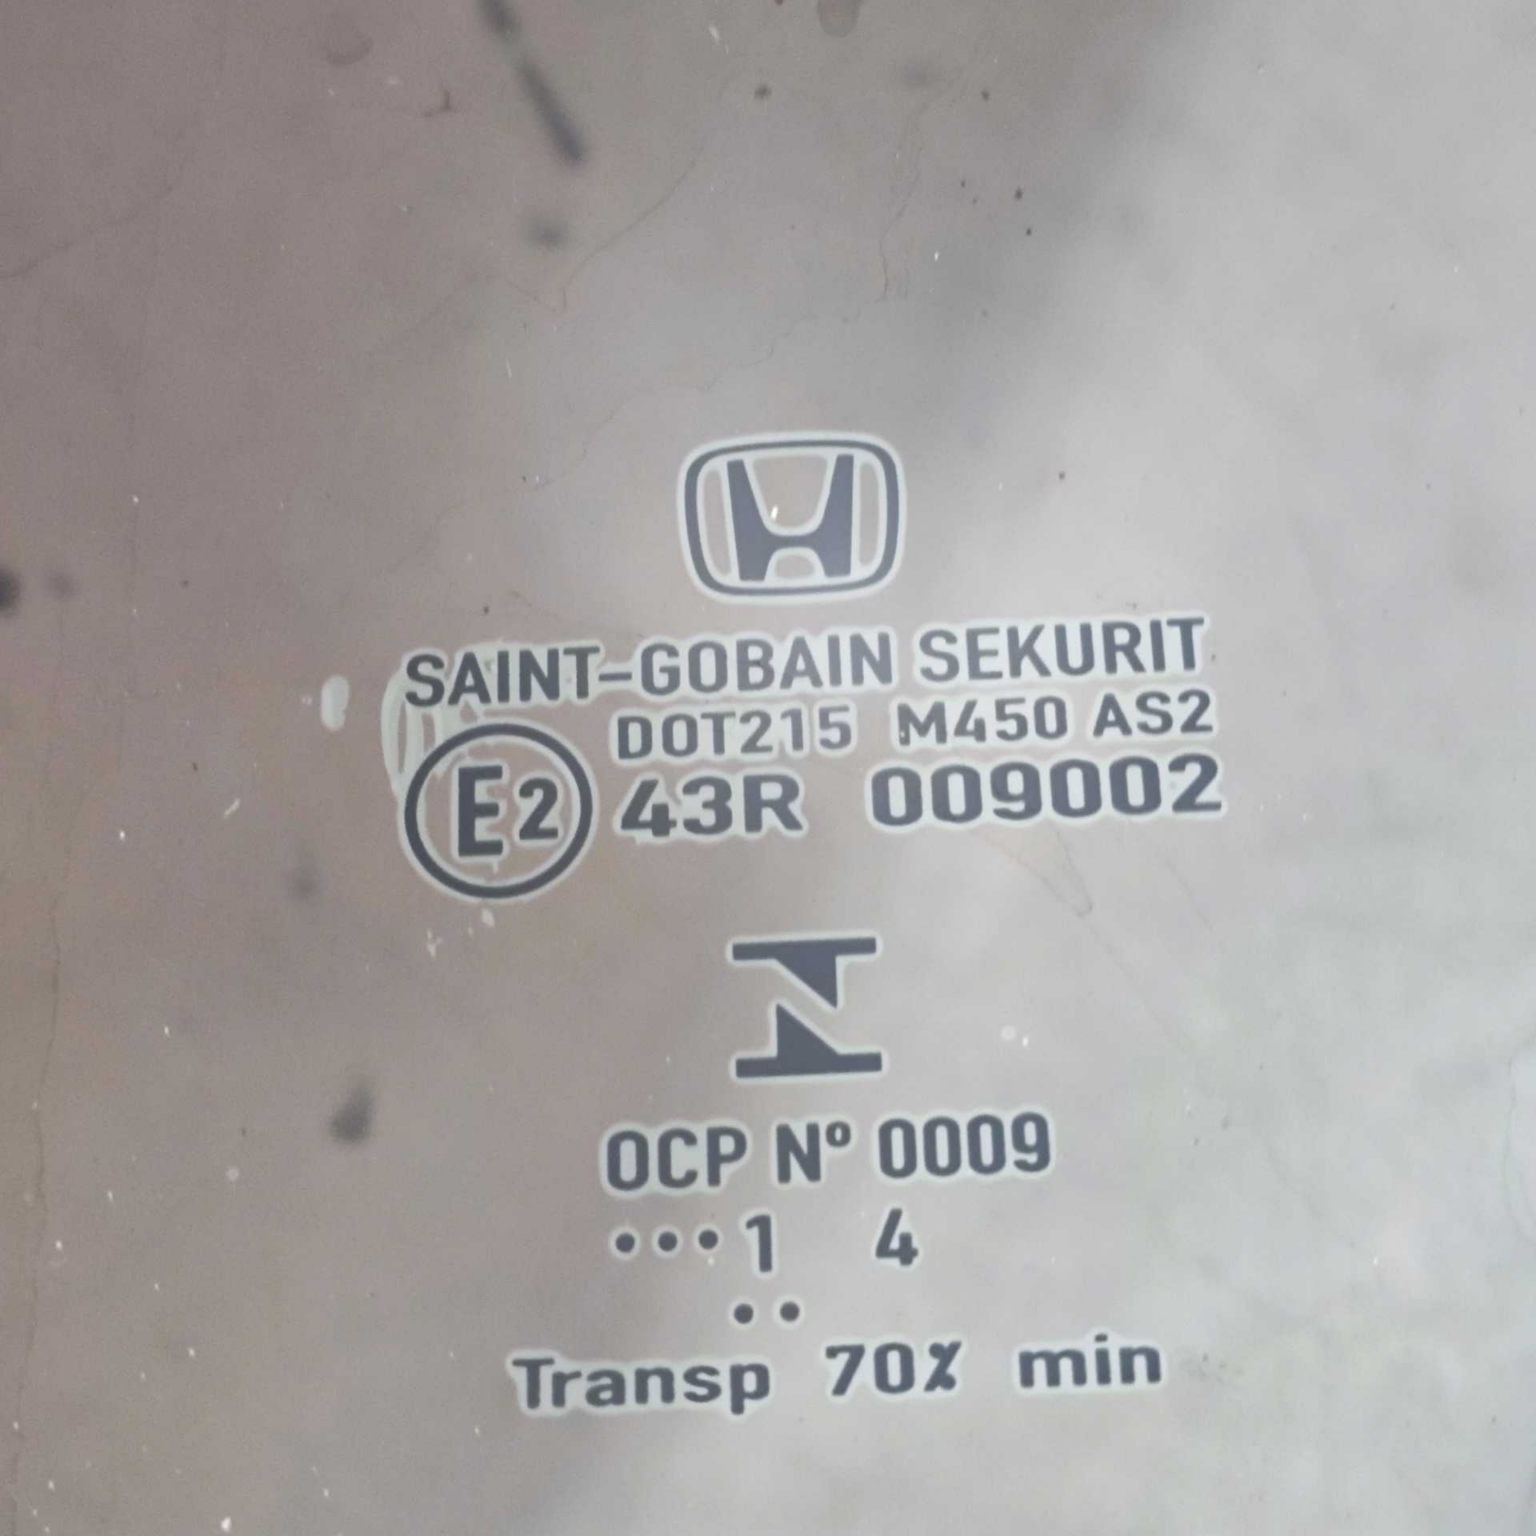 SAINT-GOBAIN SEKURIT
DOT215 M450 AS2
E2 43R 009002
OCP Nº 0009
•••1 4
••
Transp 70% min